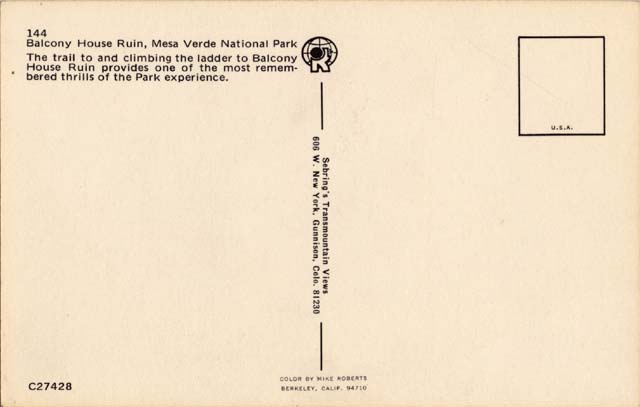 144
Balcony House Ruin, Mesa Verde National Park
The trail to and climbing the ladder to Balcony
House Ruin provides one of the most remem-
bered thrills of the Park experience.
R
U.S.A.
Sebring's Transmountain Views
606 W. New York, Gunnison, Colo. 81230
C27428
COLOR BY MIKE ROBERTS
BERKELEY, CALIF. 94710